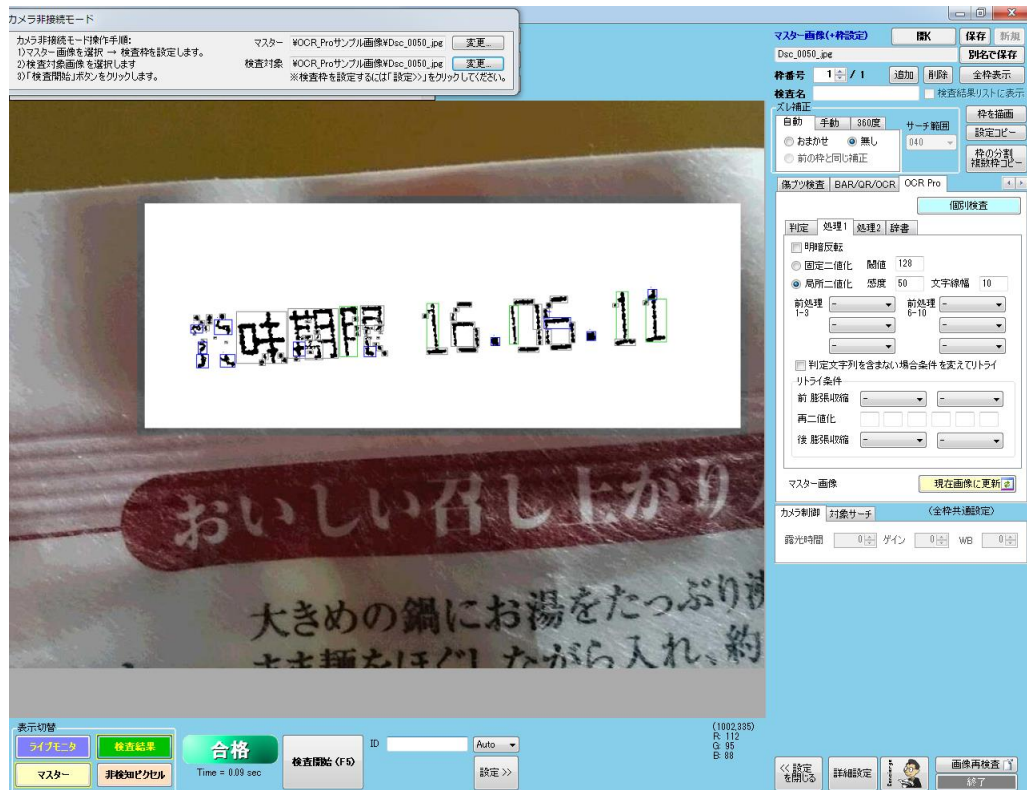 カメラ非接続モード
カメラ非接続モード操作手順:
1)マスター画像を選択 → 検査枠を設定します。
2)検査対象画像を選択します
3)「検査開始」ボタンをクリックします。
マスター ¥OCR_Proサンプル画像¥Dsc_0050_jpg 変更...
検査対象 ¥OCR_Proサンプル画像¥Dsc_0050_jpg 変更...
※検査枠を設定するには「設定>>」をクリックしてください。
賞味期限 16.06.11
おいしい召し上がり
大きめの鍋にお湯をたっぷり沸
まま麺をほぐしながら入れ、約
マスター画像(+枠設定) 開K 保存 新規
Dsc_0050_jpg 別名で保存
枠番号 1 / 1 追加 削除 全枠表示
検査名 検査結果リストに表示
ズレ補正
自動 手動 360度 サーチ範囲 枠を描画
おまかせ 無し 040 設定コピー
前の枠と同じ補正 枠の分割 複数枠コピー
傷ブツ検査 BAR/QR/OCR OCR Pro
個別検査
判定 処理1 処理2 辞書
明暗反転
固定二値化 閾値 128
局所二値化 感度 50 文字線幅 10
前処理 1-3 - 前処理 6-10 -
- -
- -
判定文字列を含まない場合条件を変えてリトライ
リトライ条件
前 膨張収縮 - -
再二値化
後 膨張収縮 - -
マスター画像 現在画像に更新
カメラ制御 対象サーチ (全枠共通設定)
露光時間 0 ゲイン 0 WB 0
表示切替
ライブモニタ 検査結果
マスター 非検知ピクセル
合格
Time = 0.09 sec
検査開始 (F5)
ID Auto
設定 >>
(1002,335)
R: 112
G: 95
B: 88
<< 設定を閉じる 詳細設定 画像再検査
終了